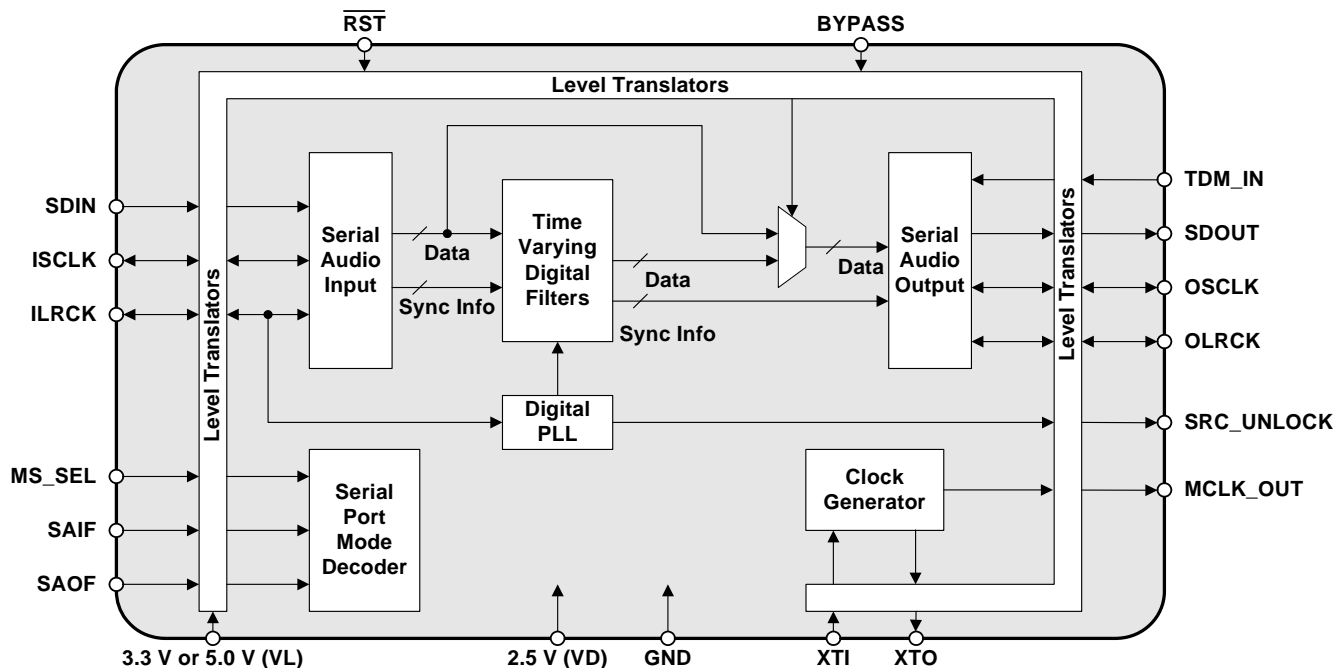 RST
BYPASS
Level Translators
SDIN
ISCLK
ILRCK
MS_SEL
SAIF
SAOF
Level Translators
Serial
Audio
Input
Data
Sync Info
Time
Varying
Digital
Filters
Data
Sync Info
Data
Serial
Audio
Output
Level Translators
TDM_IN
SDOUT
OSCLK
OLRCK
SRC_UNLOCK
MCLK_OUT
Digital
PLL
Serial
Port
Mode
Decoder
Clock
Generator
3.3 V or 5.0 V (VL)
2.5 V (VD)
GND
XTI
XTO